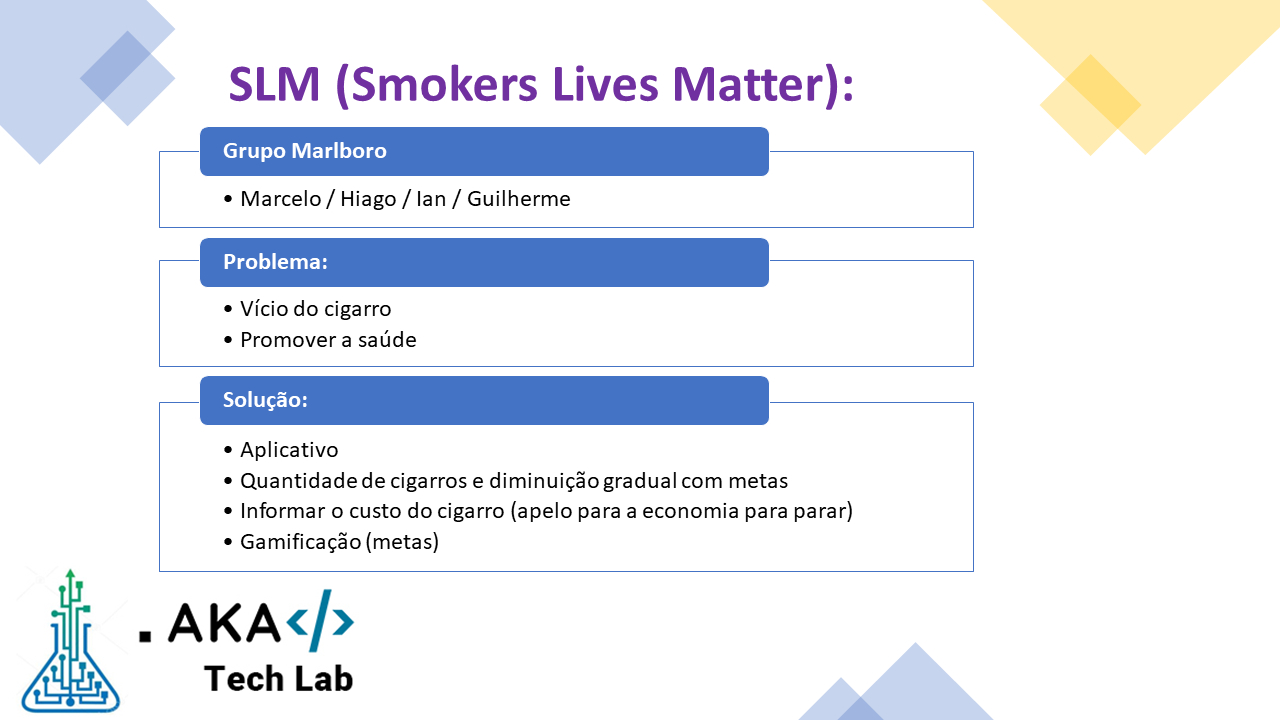 SLM (Smokers Lives Matter):
Grupo Marlboro
• Marcelo / Hiago / Ian / Guilherme
Problema:
• Vício do cigarro
• Promover a saúde
Solução:
• Aplicativo
• Quantidade de cigarros e diminuição gradual com metas
• Informar o custo do cigarro (apelo para a economia para parar)
• Gamificação (metas)
. AKA</>
Tech Lab